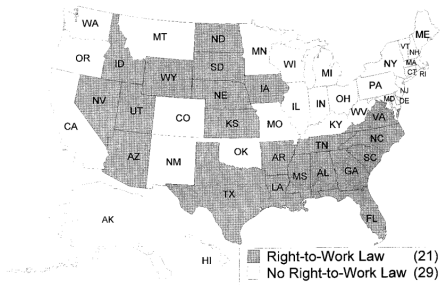 WA
MT
ND
MN
ME
VT
NH
OR
ID
SD
WI
MI
NY
MA
CT
RI
WY
IA
PA
NJ
NV
NE
IL
IN
OH
MD
DE
UT
CO
KS
MO
WV
VA
KY
CA
NC
TN
AZ
NM
OK
AR
SC
MS
AL
GA
TX
LA
FL
AK
HI
Right-to-Work Law (21)
No Right-to-Work Law (29)